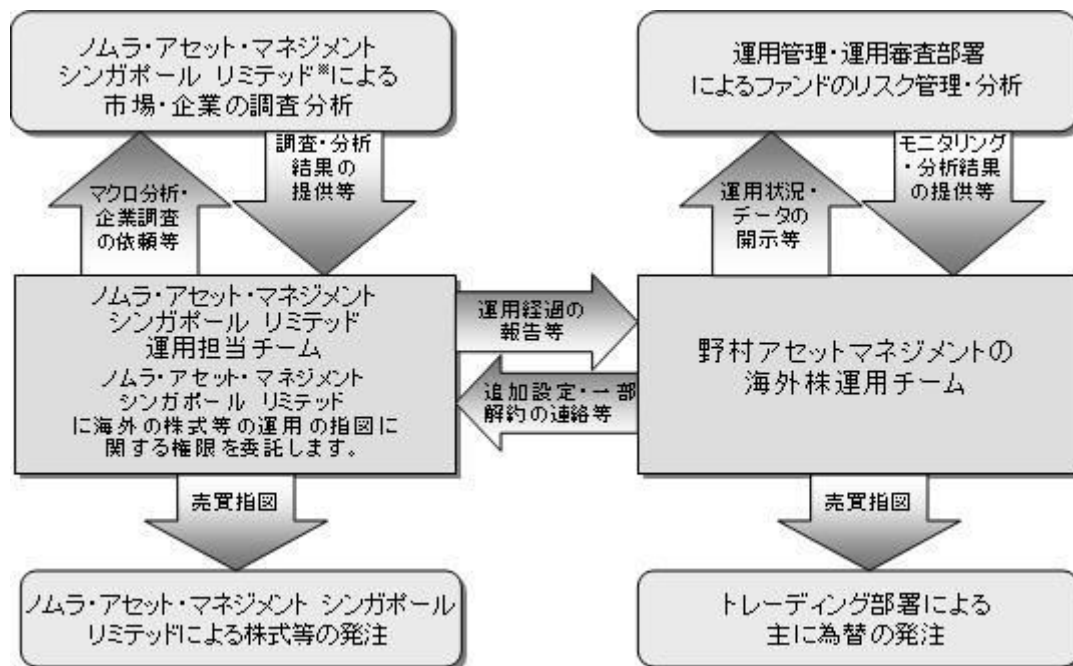 ノムラ・アセット・マネジメント
シンガポール リミテッド※による
市場・企業の調査分析
運用管理・運用審査部署
によるファンドのリスク管理・分析
マクロ分析・
企業調査
の依頼等
調査・分析
結果の
提供等
運用状況・
データの
開示等
モニタリング
・分析結果
の提供等
ノムラ・アセット・マネジメント
シンガポール リミテッド
運用担当チーム
ノムラ・アセット・マネジメント
シンガポール リミテッド
に海外の株式等の運用の指図に
関する権限を委託します。
運用経過の
報告等
追加設定・一部
解約の連絡等
野村アセットマネジメントの
海外株運用チーム
売買指図
売買指図
ノムラ・アセット・マネジメント シンガポール
リミテッドによる株式等の発注
トレーディング部署による
主に為替の発注